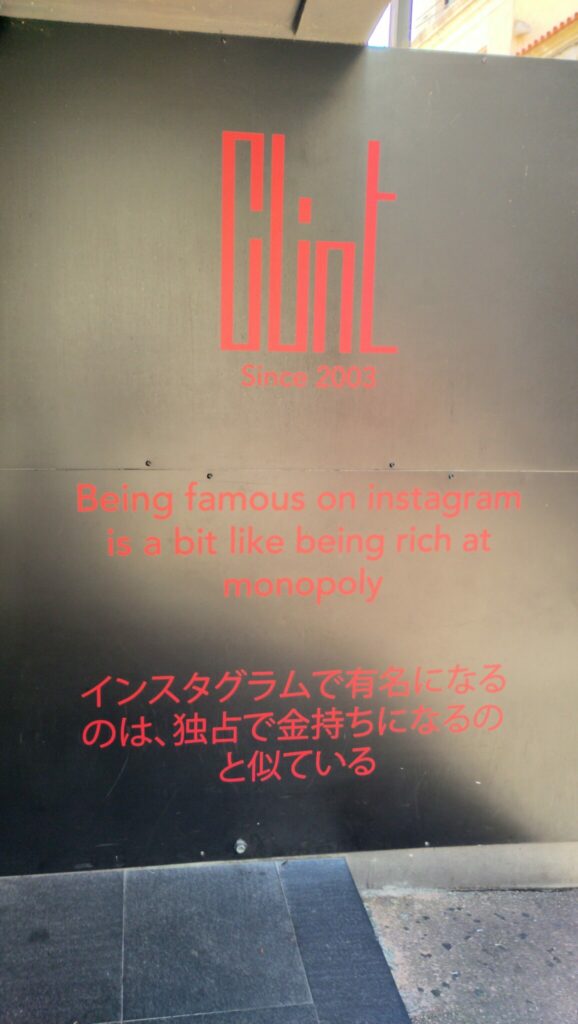 Clint
Since 2003
Being famous on instagram
is a bit like being rich at
monopoly
インスタグラムで有名になる
のは、独占で金持ちになるの
と似ている